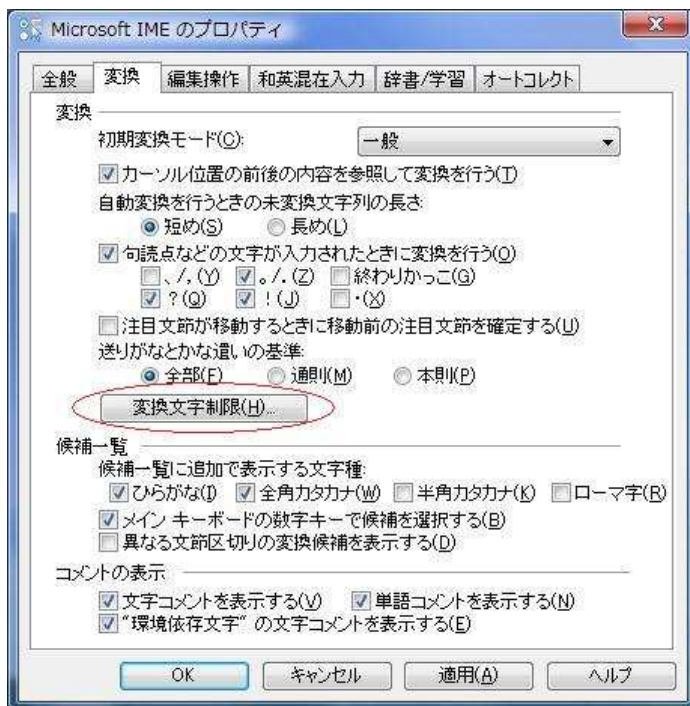 Microsoft IME のプロパティ
全般 変換 編集操作 和英混在入力 辞書/学習 オートコレクト
変換
初期変換モード(C): 一般
カーソル位置の前後の内容を参照して変換を行う(T)
自動変換を行うときの未変換文字列の長さ:
短め(S) 長め(L)
句読点などの文字が入力されたときに変換を行う(O)
、/,(Y) 。/.(Z) 終わりかっこ(G)
?(Q) !(J) ・(X)
注目文節が移動するときに移動前の注目文節を確定する(U)
送りがなとかな遣いの基準:
全部(F) 通則(M) 本則(P)
変換文字制限(H)...
候補一覧
候補一覧に追加で表示する文字種:
ひらがな(I) 全角カタカナ(W) 半角カタカナ(K) ローマ字(R)
メイン キーボードの数字キーで候補を選択する(B)
異なる文節区切りの変換候補を表示する(D)
コメントの表示
文字コメントを表示する(V) 単語コメントを表示する(N)
"環境依存文字" の文字コメントを表示する(E)
OK キャンセル 適用(A) ヘルプ